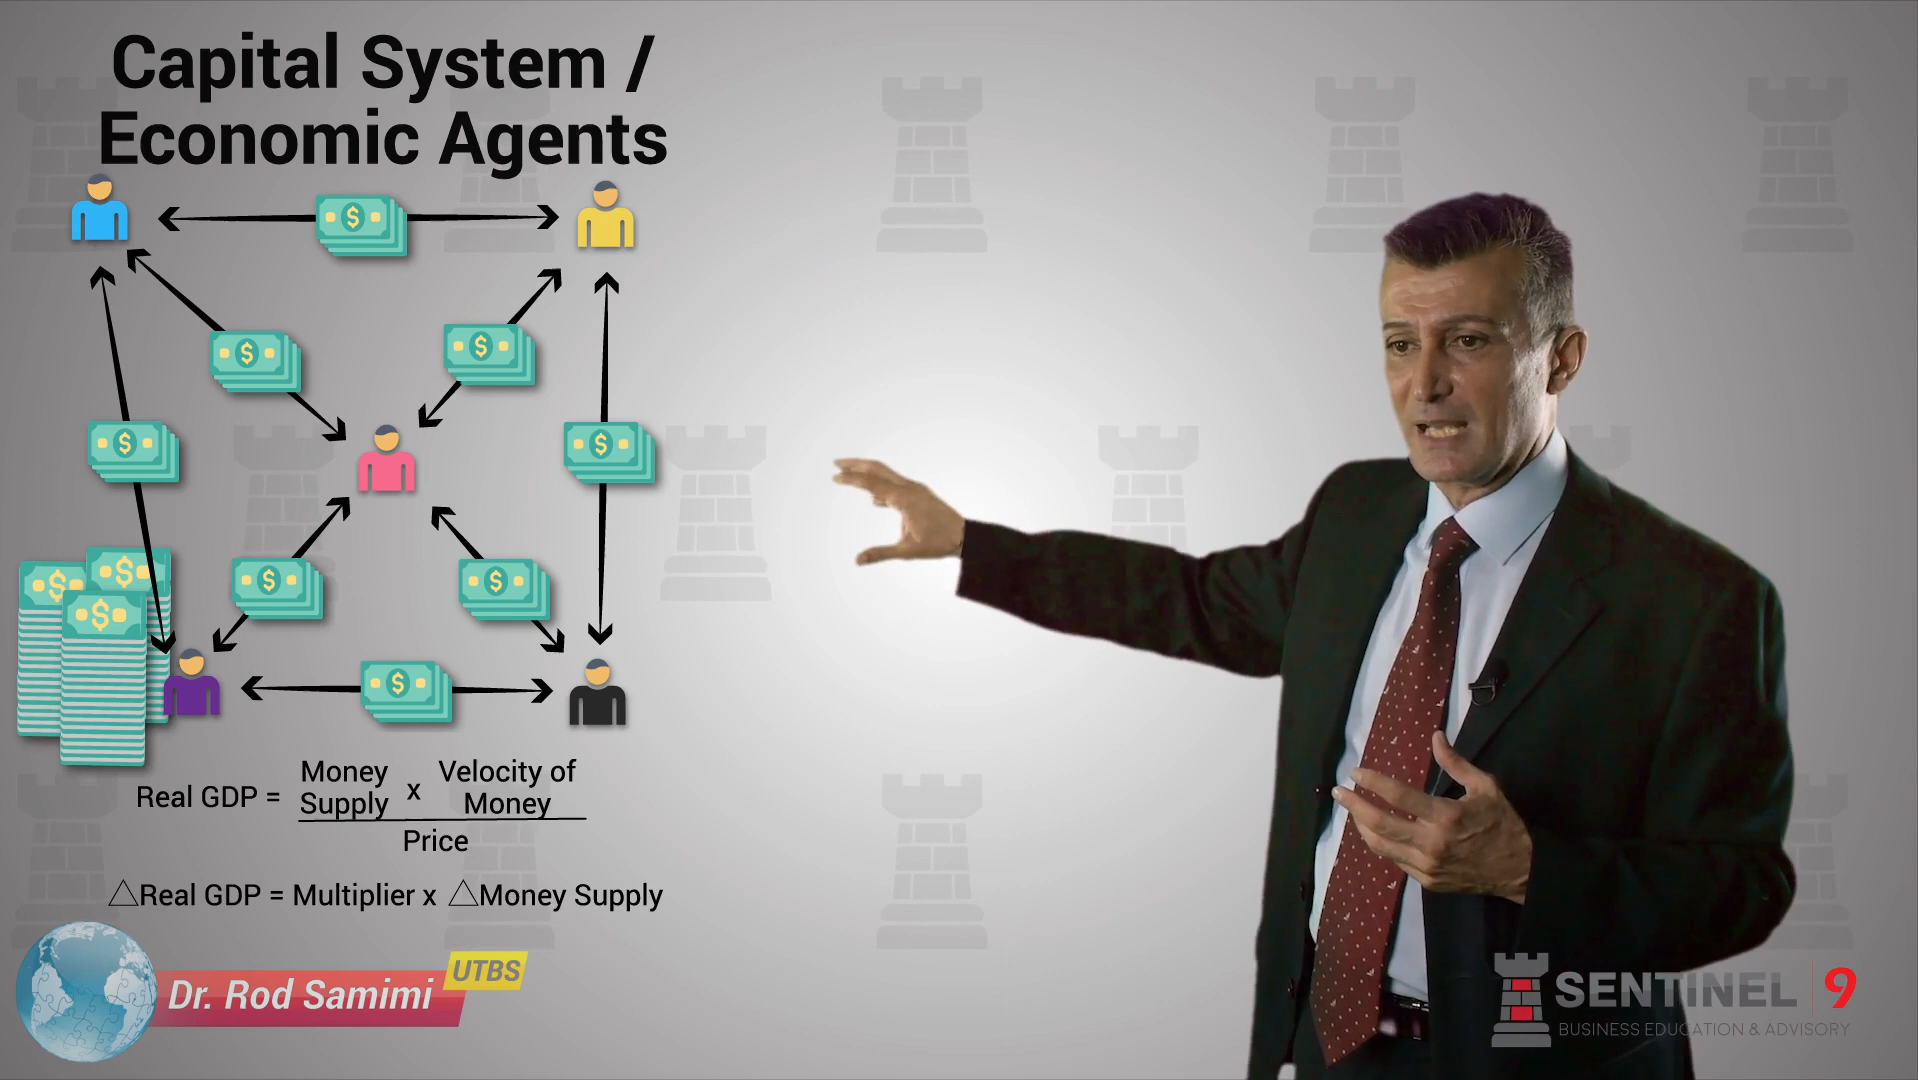 Capital System /
Economic Agents
Real GDP = Money Supply x Velocity of Money
Price
△Real GDP = Multiplier x △Money Supply
Dr. Rod Samimi
UTBS
SENTINEL 9
BUSINESS EDUCATION & ADVISORY